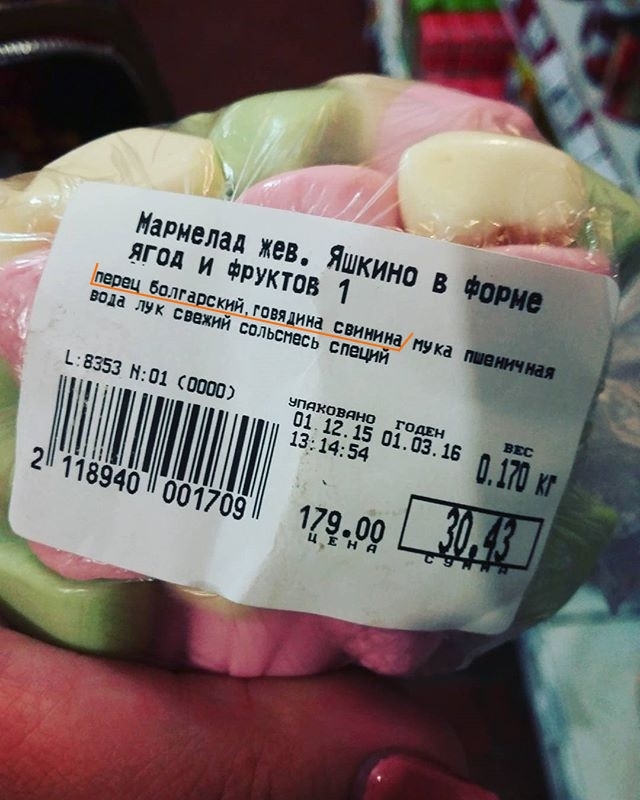 Мармелад жев. Яшкино в форме
ягод и фруктов 1
перец болгарский,говядина свинина/мука пшеничная
вода лук свежий сольсмесь специй
L:8353 N:01 (0000)
УПАКОВАНО ГОДЕН ВЕС
01.12.15 01.03.16 0.170 кг
13:14:54
2 118940 001709
179.00 30.43
ЦЕНА СУММА